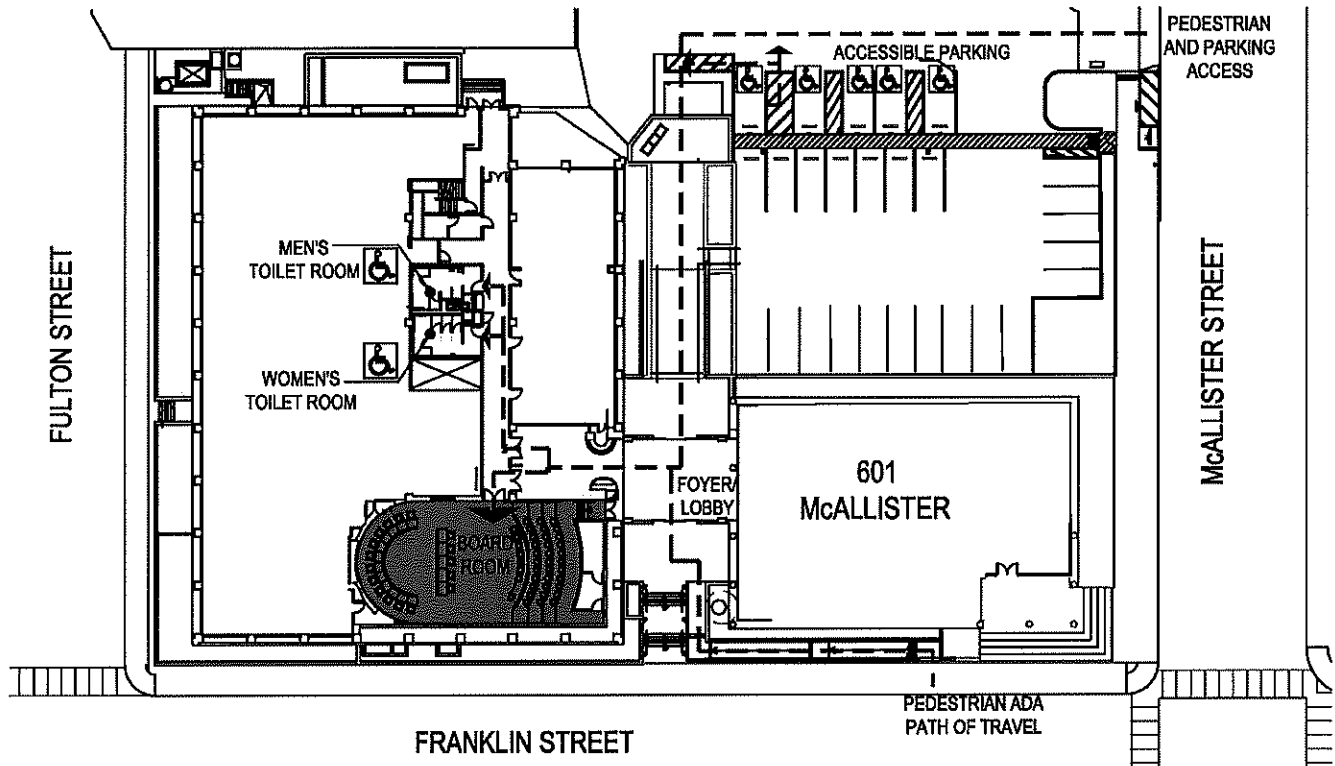 PEDESTRIAN
AND PARKING
ACCESS
ACCESSIBLE PARKING
MEN'S
TOILET ROOM
WOMEN'S
TOILET ROOM
FULTON STREET
McALLISTER STREET
601
McALLISTER
FOYER/
LOBBY
BOARD
ROOM
PEDESTRIAN ADA
PATH OF TRAVEL
FRANKLIN STREET